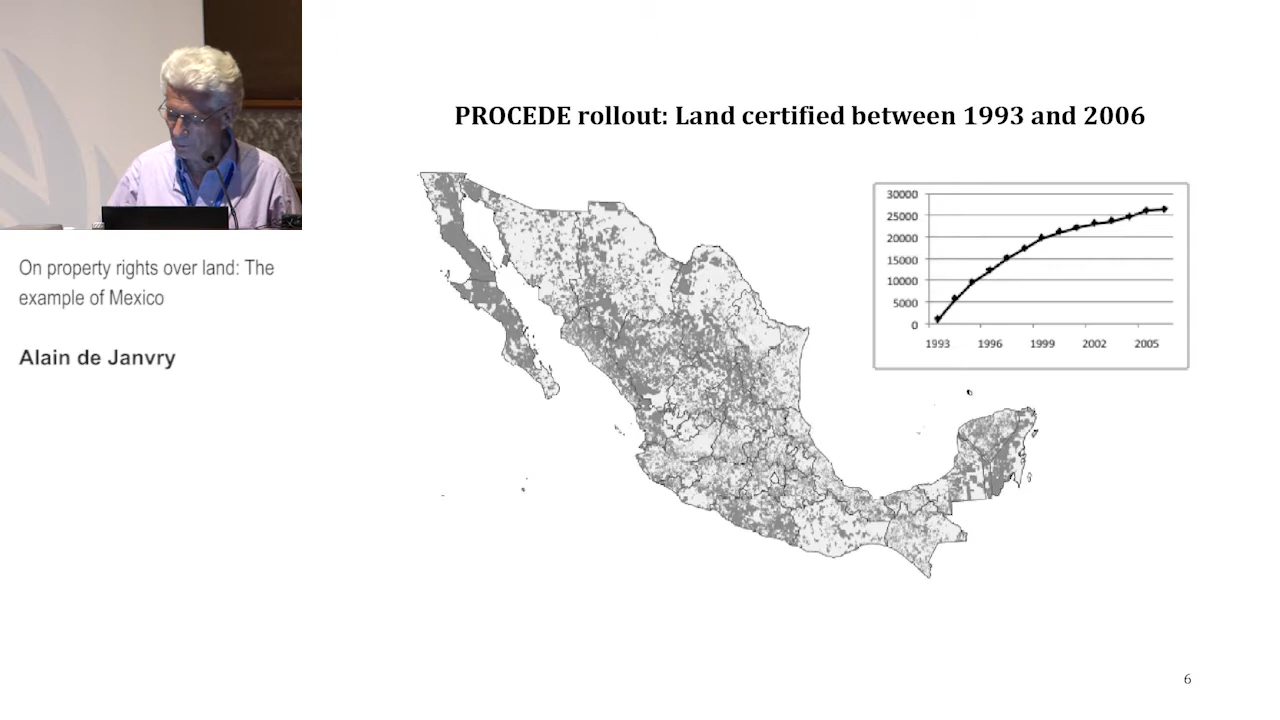 PROCEDE rollout: Land certified between 1993 and 2006
30000
25000
20000
15000
10000
5000
0
1993 1996 1999 2002 2005
On property rights over land: The
example of Mexico
Alain de Janvry
6